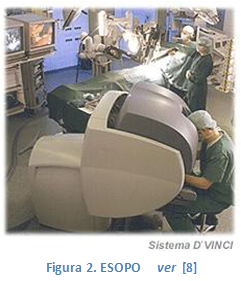 Sistema D'VINCI
Figura 2. ESOPO ver [8]